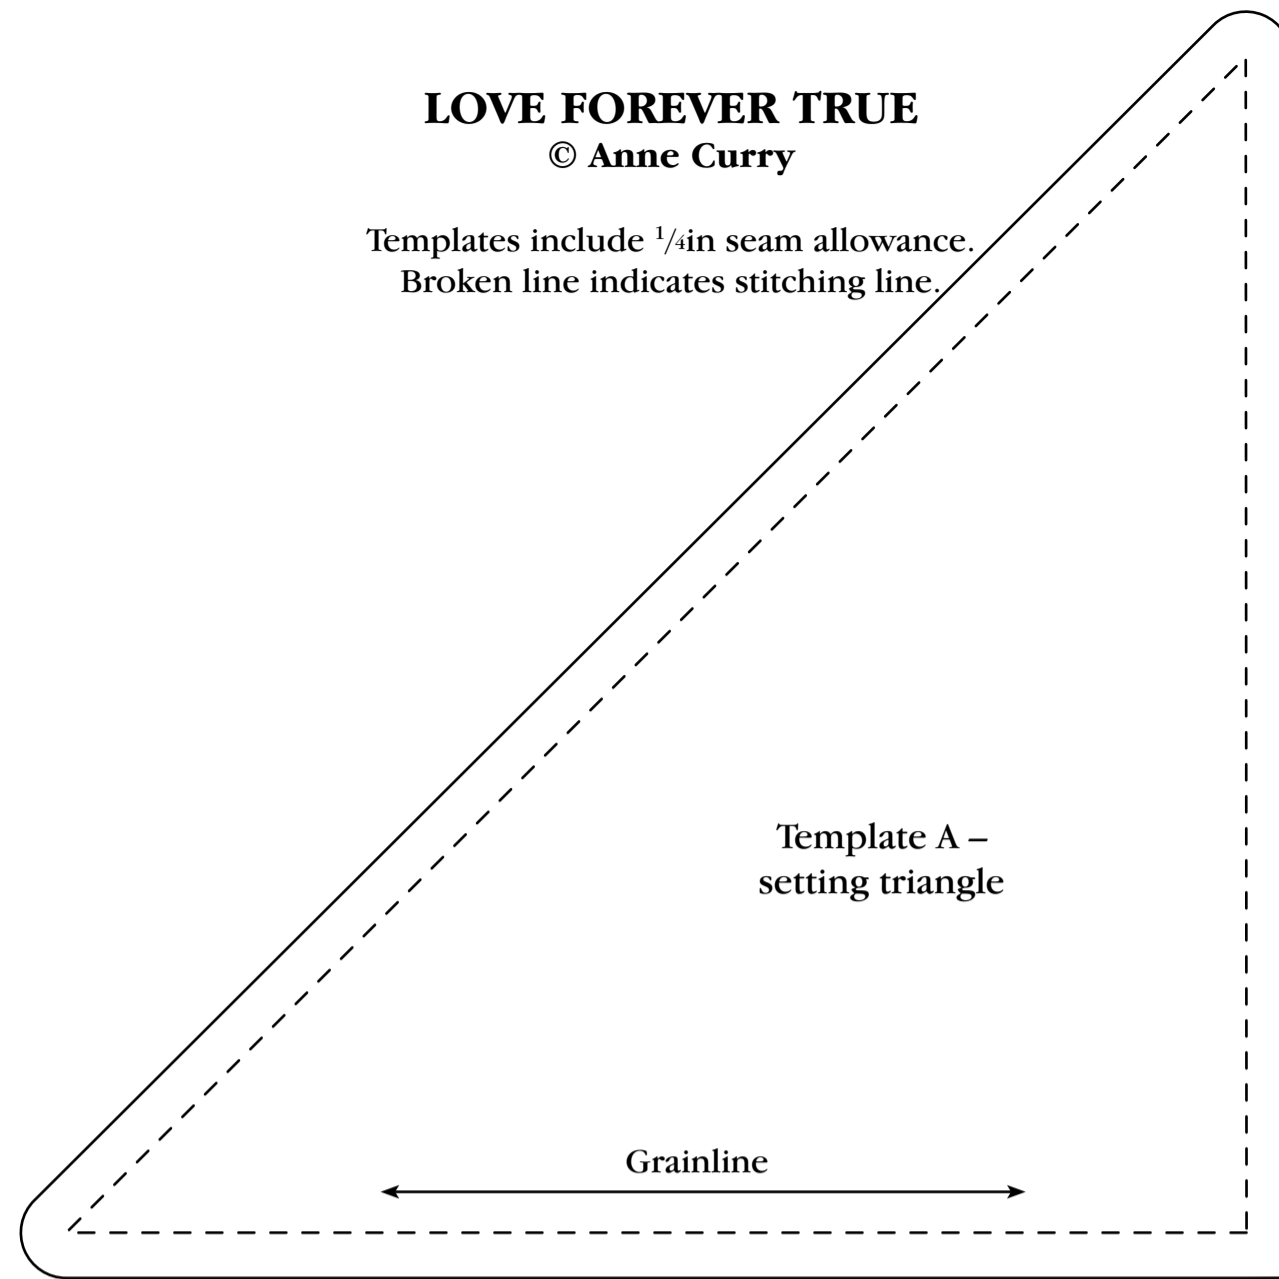 LOVE FOREVER TRUE
© Anne Curry
Templates include 1/4in seam allowance.
Broken line indicates stitching line.
Template A –
setting triangle
Grainline